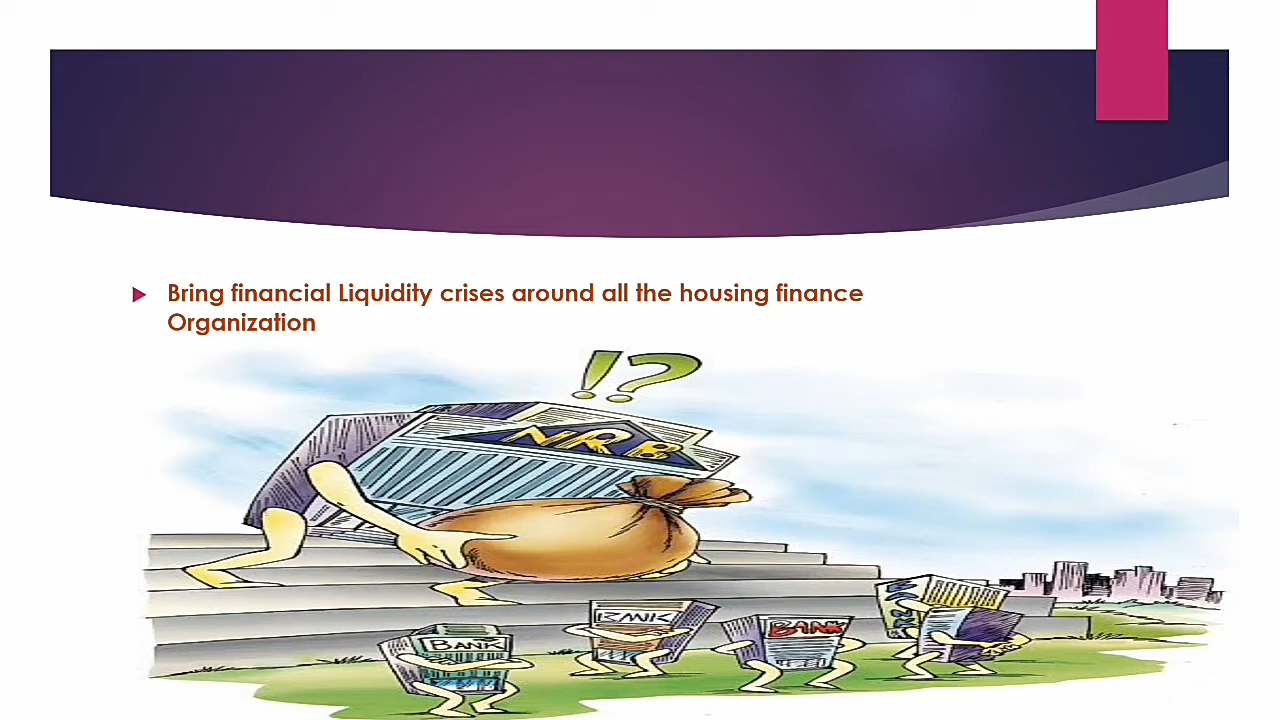 Bring financial Liquidity crises around all the housing finance
Organization
!?
NRB
BANK
BANK
BANK